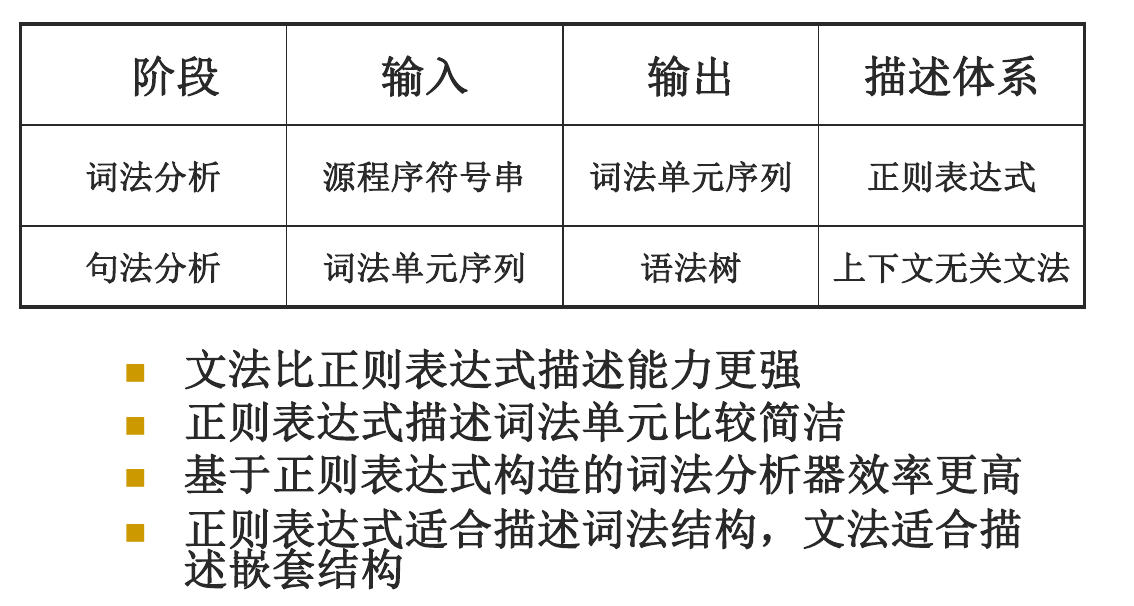 阶段 输入 输出 描述体系
词法分析 源程序符号串 词法单元序列 正则表达式
句法分析 词法单元序列 语法树 上下文无关文法
文法比正则表达式描述能力更强
正则表达式描述词法单元比较简洁
基于正则表达式构造的词法分析器效率更高
正则表达式适合描述词法结构，文法适合描
述嵌套结构